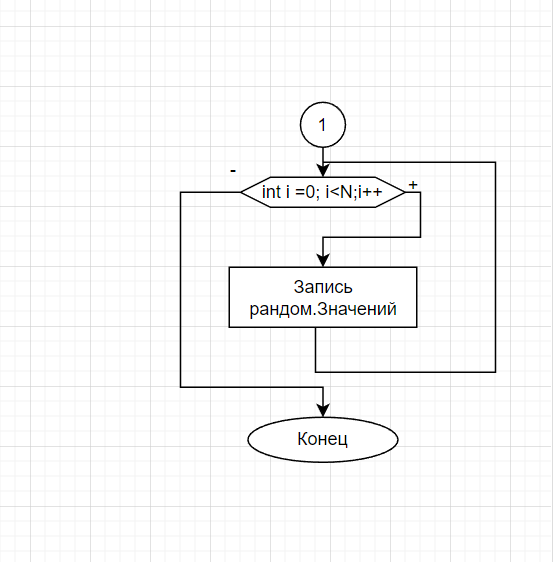 1
-
int i =0; i<N;i++
+
Запись
рандом.Значений
Конец